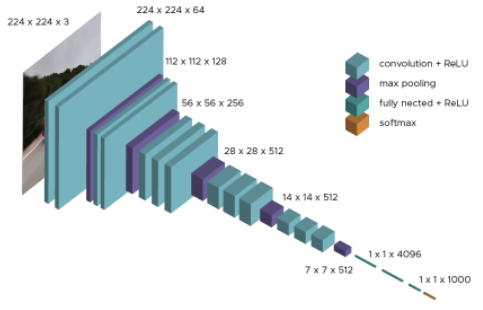 224 x 224 x 3
224 x 224 x 64
112 x 112 x 128
56 x 56 x 256
28 x 28 x 512
14 x 14 x 512
7 x 7 x 512
1 x 1 x 4096
1 x 1 x 1000
convolution + ReLU
max pooling
fully nected + ReLU
softmax